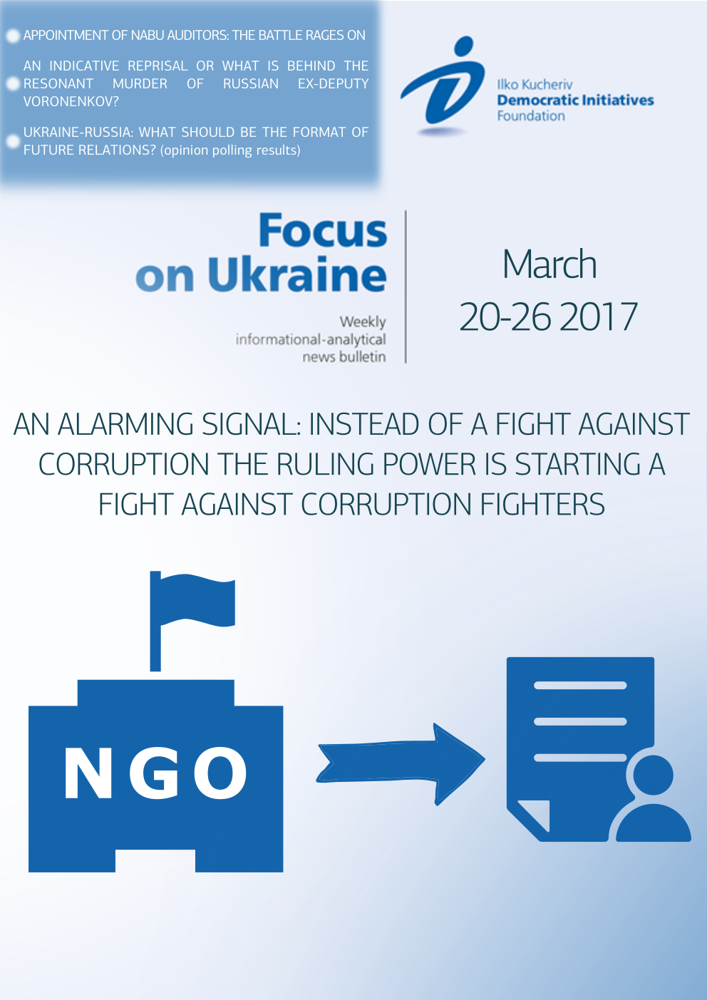 APPOINTMENT OF NABU AUDITORS: THE BATTLE RAGES ON
AN INDICATIVE REPRISAL OR WHAT IS BEHIND THE
RESONANT MURDER OF RUSSIAN EX-DEPUTY
VORONENKOV?
UKRAINE-RUSSIA: WHAT SHOULD BE THE FORMAT OF
FUTURE RELATIONS? (opinion polling results)
Ilko Kucheriv
Democratic Initiatives
Foundation
Focus
on Ukraine
Weekly
informational-analytical
news bulletin
March
20-26 2017
AN ALARMING SIGNAL: INSTEAD OF A FIGHT AGAINST
CORRUPTION THE RULING POWER IS STARTING A
FIGHT AGAINST CORRUPTION FIGHTERS
NGO